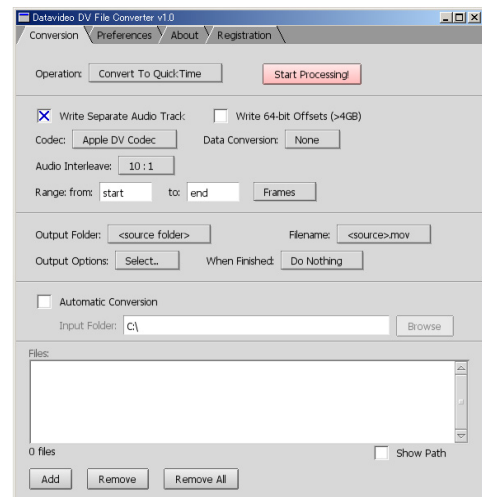 Datavideo DV File Converter v1.0
Conversion Preferences About Registration
Operation: Convert To QuickTime Start Processing!
Write Separate Audio Track Write 64-bit Offsets (>4GB)
Codec: Apple DV Codec Data Conversion: None
Audio Interleave: 10 : 1
Range: from: start to: end Frames
Output Folder: <source folder> Filename: <source>.mov
Output Options: Select.. When Finished: Do Nothing
Automatic Conversion
Input Folder: C:\ Browse
Files:
0 files Show Path
Add Remove Remove All